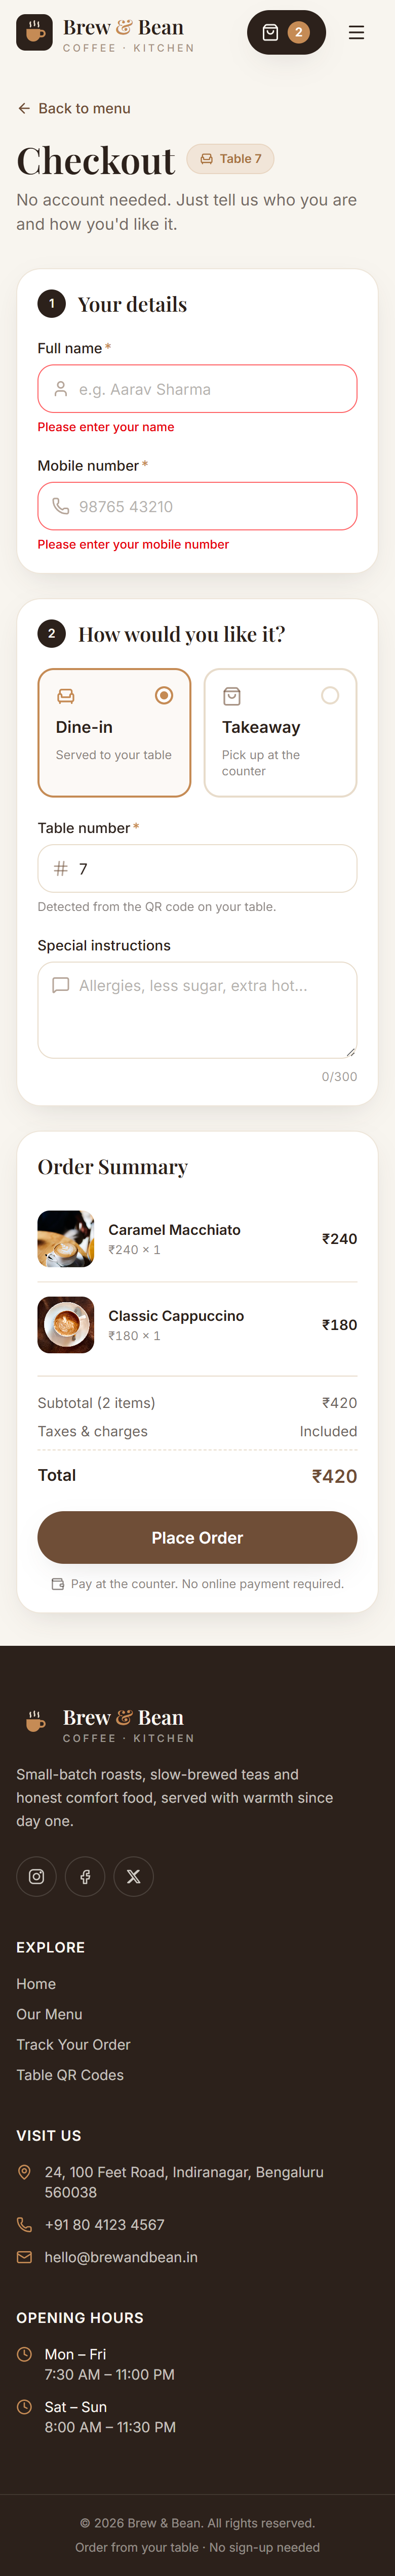 Brew & Bean
COFFEE · KITCHEN
2
Back to menu
Checkout
Table 7
No account needed. Just tell us who you are
and how you'd like it.
1
Your details
Full name *
e.g. Aarav Sharma
Please enter your name
Mobile number *
98765 43210
Please enter your mobile number
2
How would you like it?
Dine-in
Served to your table
Takeaway
Pick up at the
counter
Table number *
7
Detected from the QR code on your table.
Special instructions
Allergies, less sugar, extra hot...
0/300
Order Summary
Caramel Macchiato
₹240 × 1
₹240
Classic Cappuccino
₹180 × 1
₹180
Subtotal (2 items)
₹420
Taxes & charges
Included
Total
₹420
Place Order
Pay at the counter. No online payment required.
Brew & Bean
COFFEE · KITCHEN
Small-batch roasts, slow-brewed teas and
honest comfort food, served with warmth since
day one.
EXPLORE
Home
Our Menu
Track Your Order
Table QR Codes
VISIT US
24, 100 Feet Road, Indiranagar, Bengaluru
560038
+91 80 4123 4567
hello@brewandbean.in
OPENING HOURS
Mon – Fri
7:30 AM – 11:00 PM
Sat – Sun
8:00 AM – 11:30 PM
© 2026 Brew & Bean. All rights reserved.
Order from your table · No sign-up needed